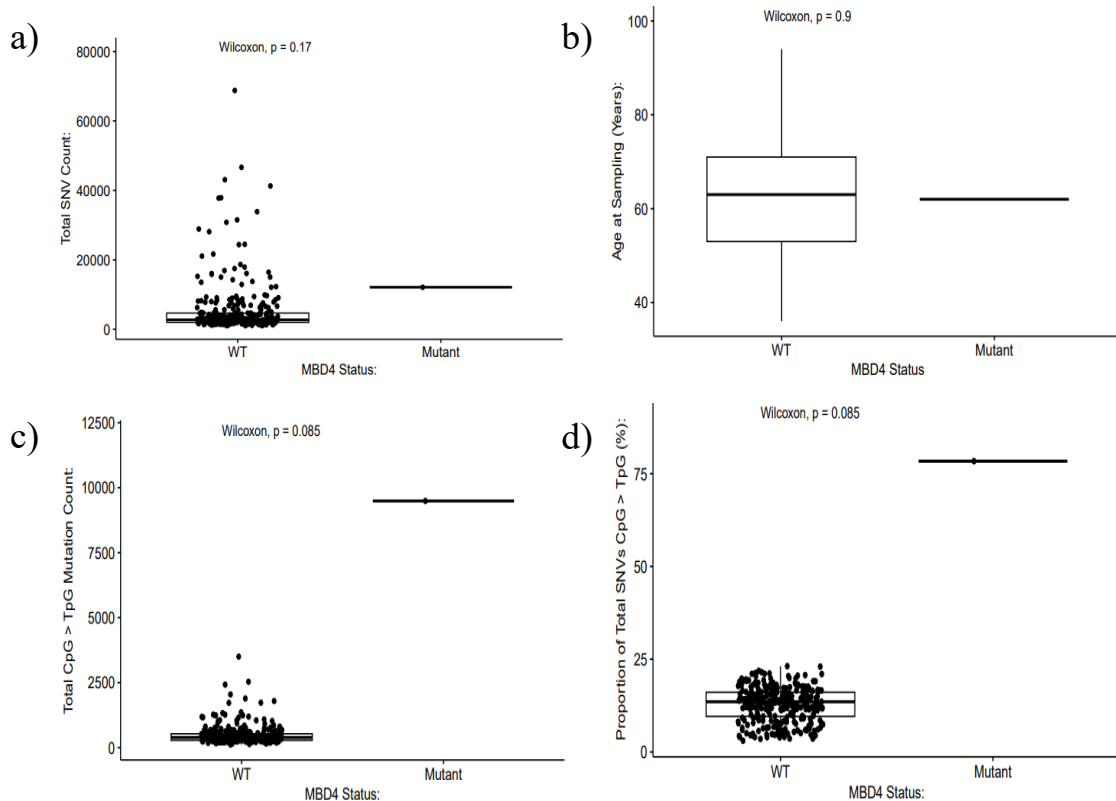 a)
Wilcoxon, p = 0.17
Total SNV Count:
80000
60000
40000
20000
0
WT
Mutant
MBD4 Status:
b)
Wilcoxon, p = 0.9
Age at Sampling (Years):
100
80
60
40
WT
Mutant
MBD4 Status
c)
Wilcoxon, p = 0.085
Total CpG > TpG Mutation Count:
12500
10000
7500
5000
2500
0
WT
Mutant
MBD4 Status:
d)
Wilcoxon, p = 0.085
Proportion of Total SNVs CpG > TpG (%):
75
50
25
0
WT
Mutant
MBD4 Status: